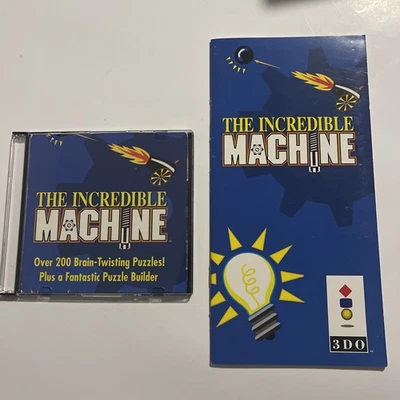 THE INCREDIBLE
MACHINE
Over 200 Brain-Twisting Puzzles!
Plus a Fantastic Puzzle Builder
THE INCREDIBLE
MACHINE
3DO